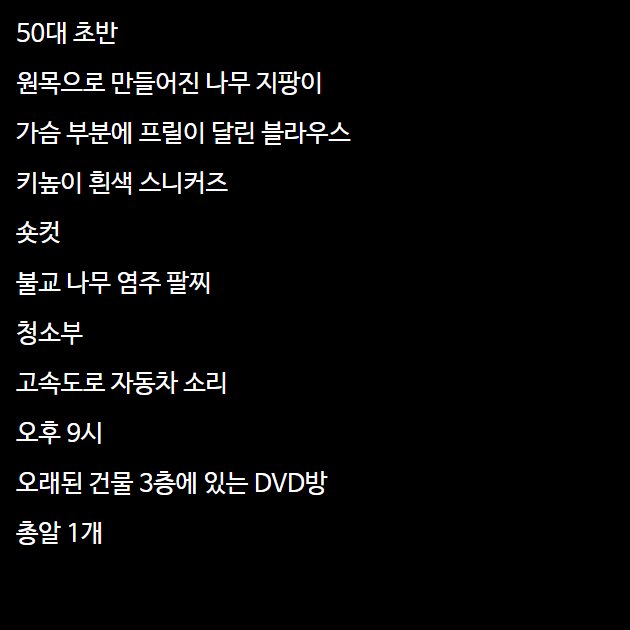 50대 초반
원목으로 만들어진 나무 지팡이
가슴 부분에 프릴이 달린 블라우스
키높이 흰색 스니커즈
숏컷
불교 나무 염주 팔찌
청소부
고속도로 자동차 소리
오후 9시
오래된 건물 3층에 있는 DVD방
총알 1개